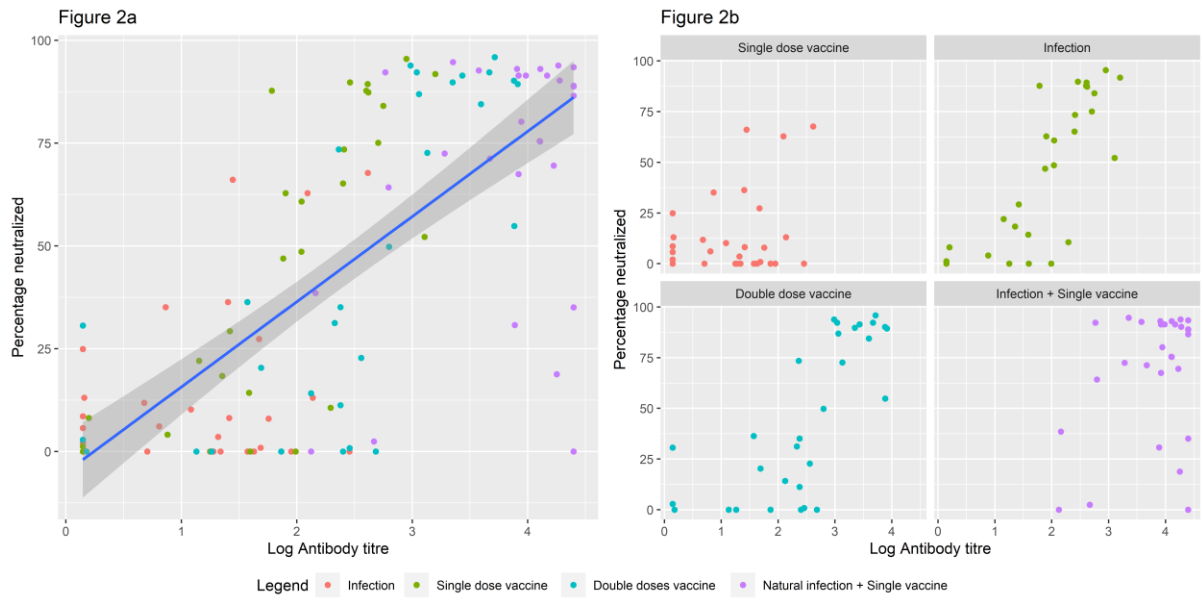 Figure 2a
Percentage neutralized
100
75
50
25
0
0 1 2 3 4
Log Antibody titre
Figure 2b
Percentage neutralized
Single dose vaccine
Infection
100
75
50
25
0
Double dose vaccine
Infection + Single vaccine
100
75
50
25
0
0 1 2 3 4
0 1 2 3 4
Log Antibody titre
Legend Infection Single dose vaccine Double doses vaccine Natural infection + Single vaccine